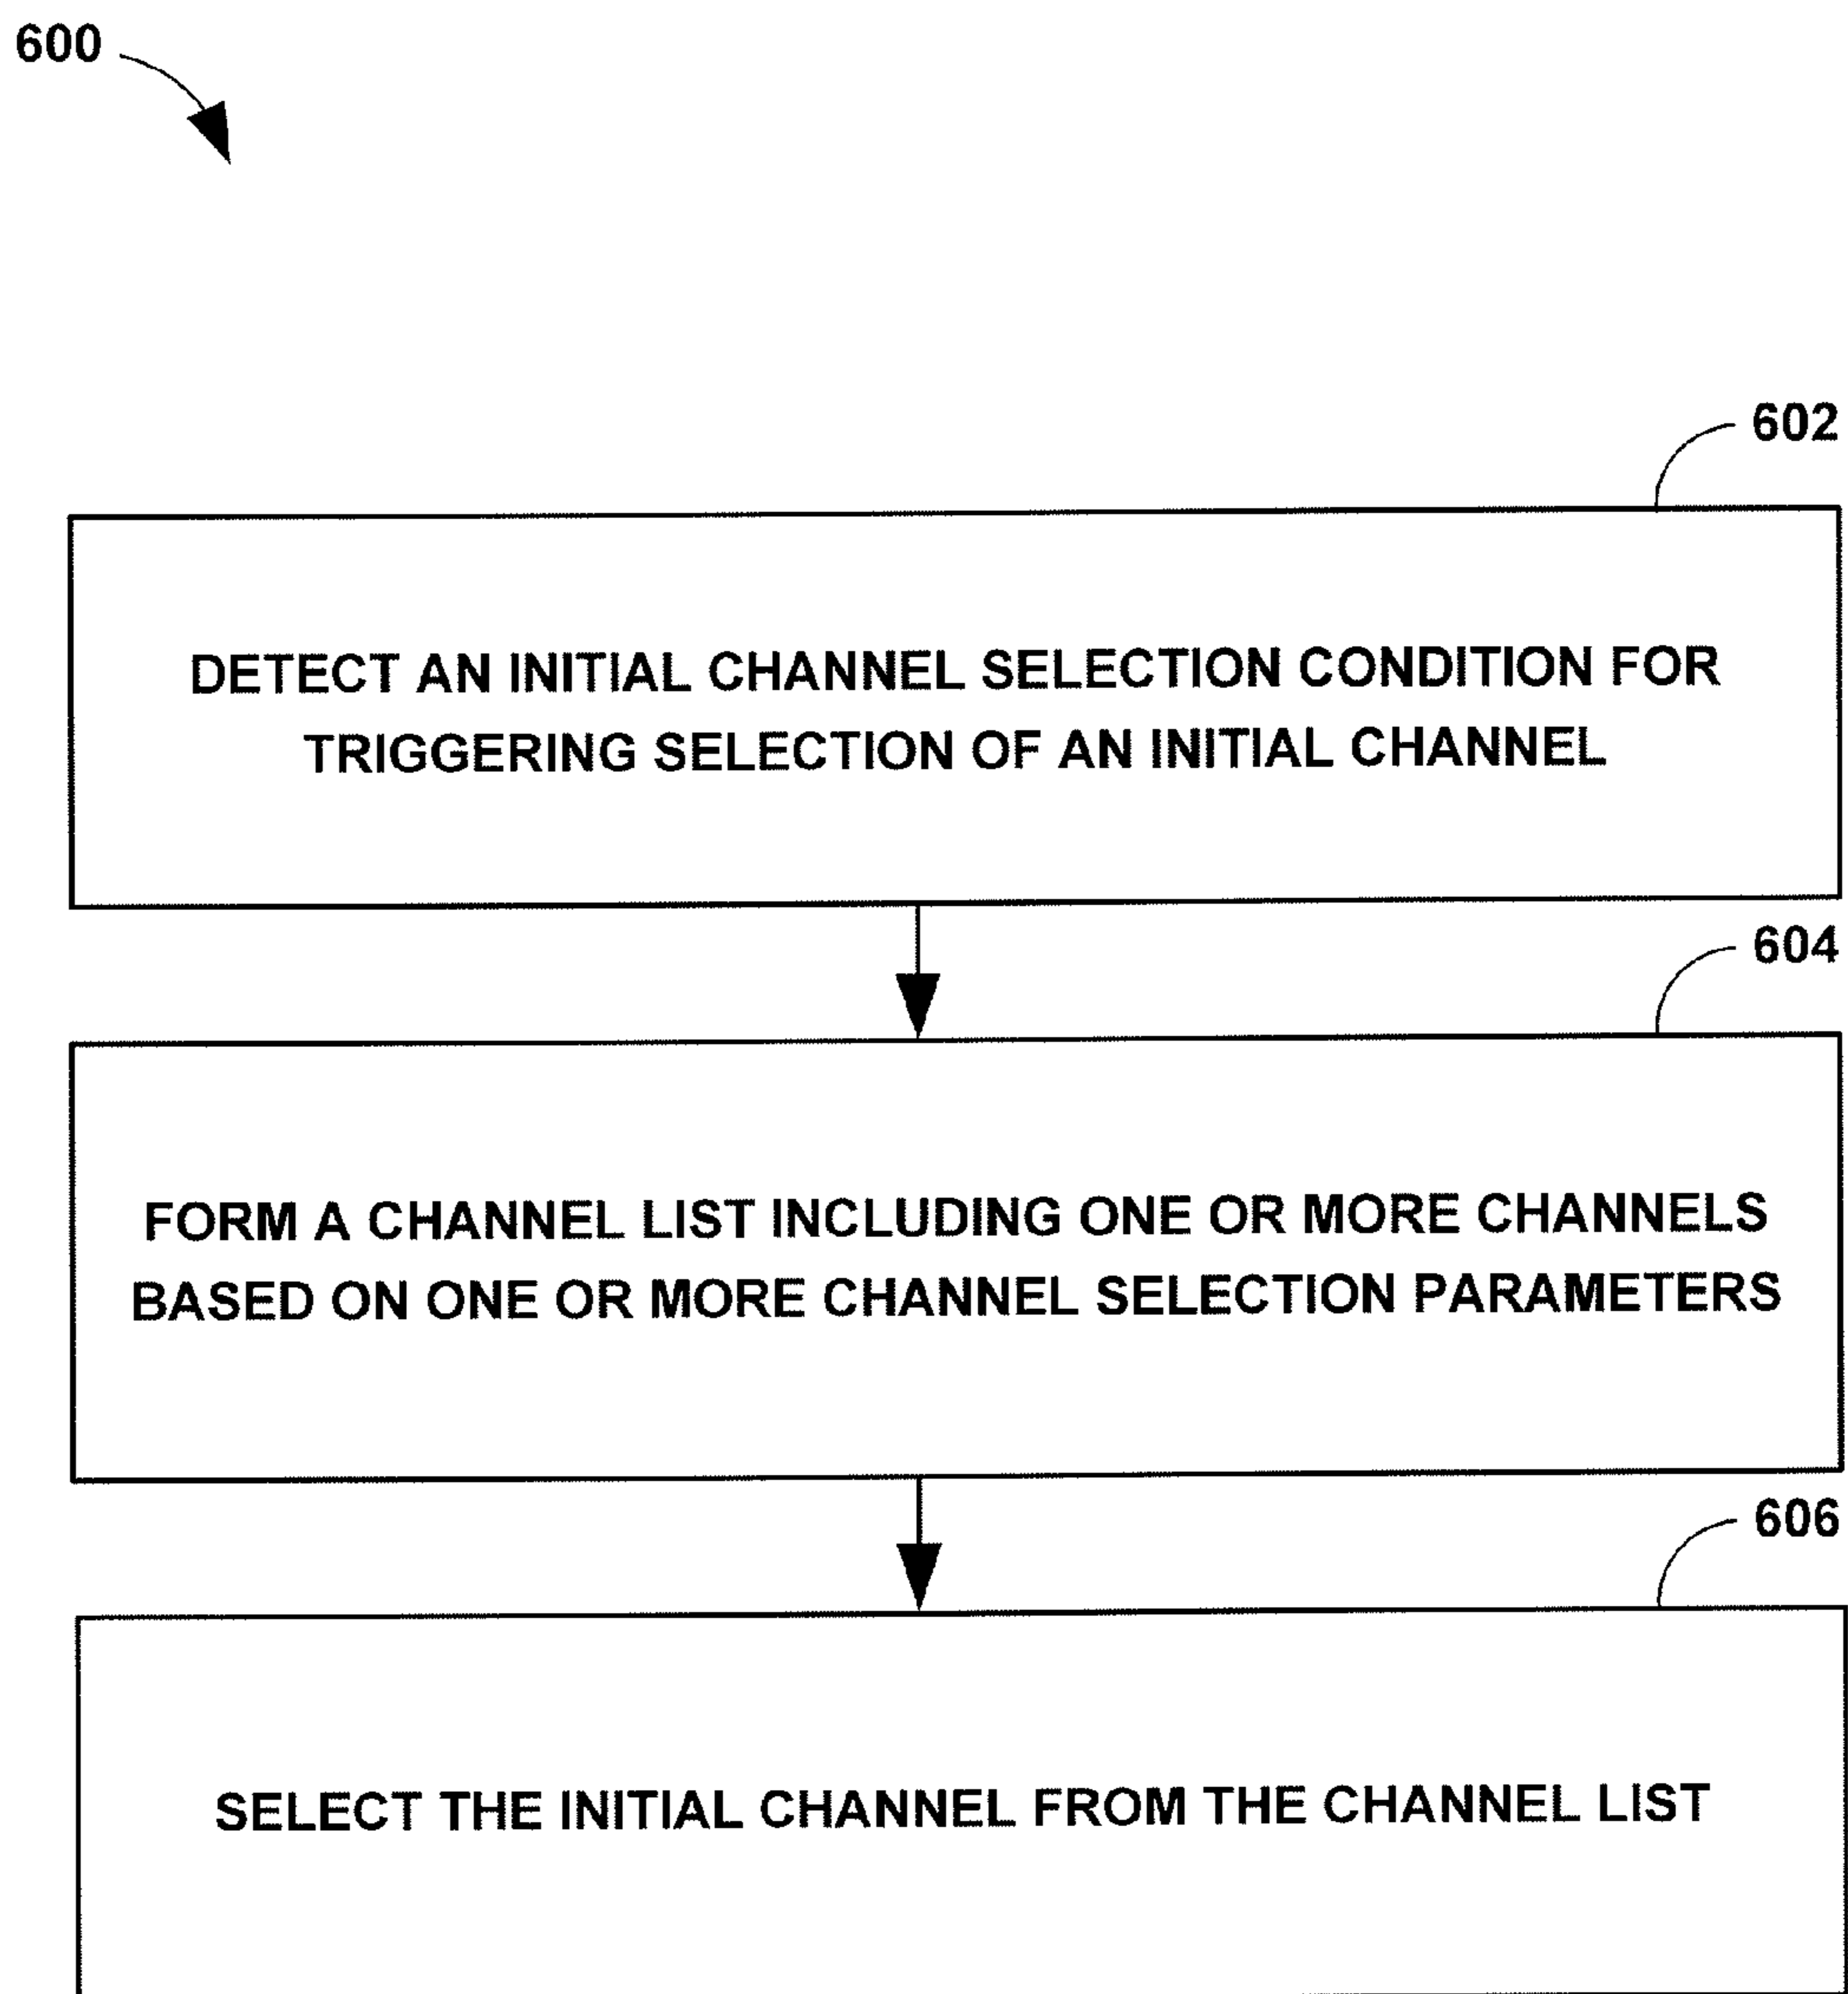 600
602
DETECT AN INITIAL CHANNEL SELECTION CONDITION FOR
TRIGGERING SELECTION OF AN INITIAL CHANNEL
604
FORM A CHANNEL LIST INCLUDING ONE OR MORE CHANNELS
BASED ON ONE OR MORE CHANNEL SELECTION PARAMETERS
606
SELECT THE INITIAL CHANNEL FROM THE CHANNEL LIST